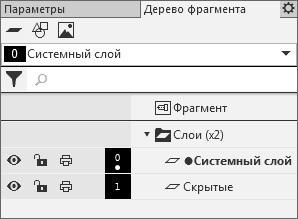 Параметры Дерево фрагмента
0 Системный слой
Фрагмент
Слои (x2)
0 Системный слой
1 Скрытые